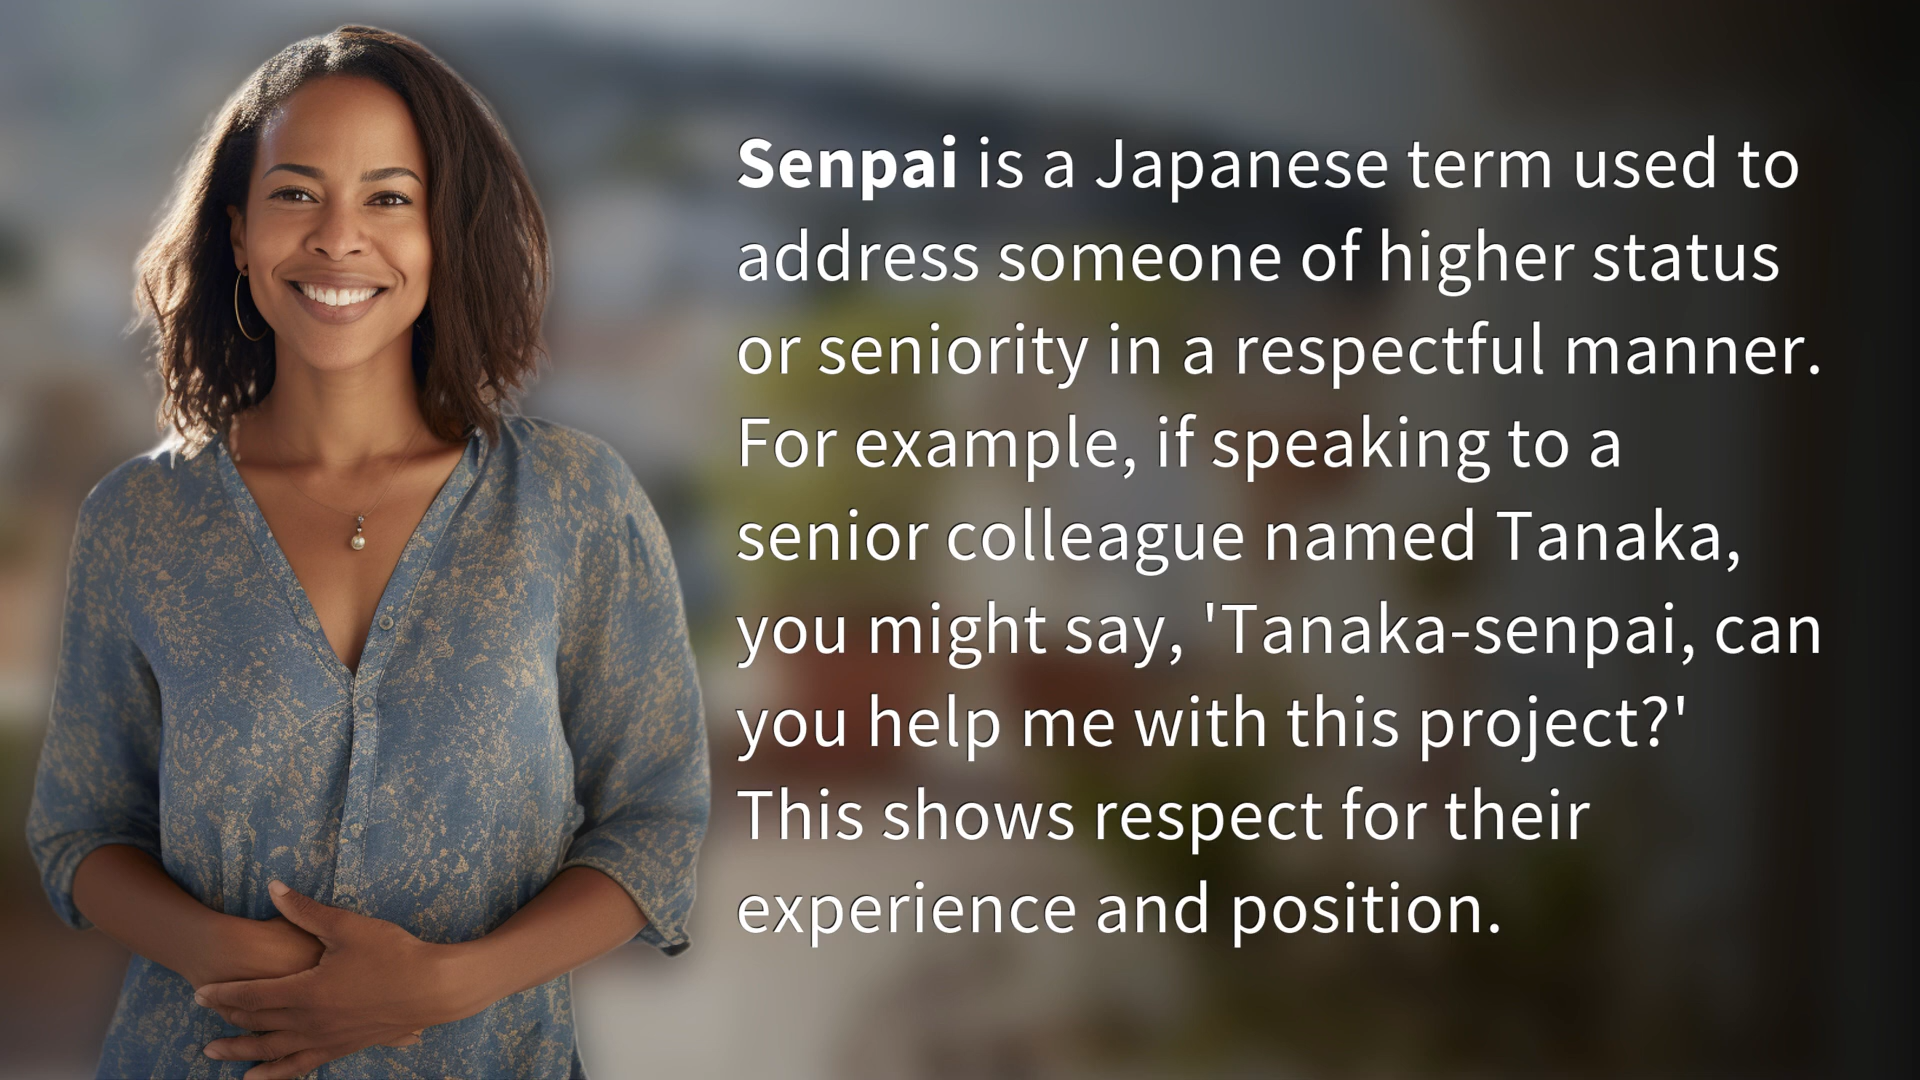 Senpai is a Japanese term used to
address someone of higher status
or seniority in a respectful manner.
For example, if speaking to a
senior colleague named Tanaka,
you might say, 'Tanaka-senpai, can
you help me with this project?'
This shows respect for their
experience and position.